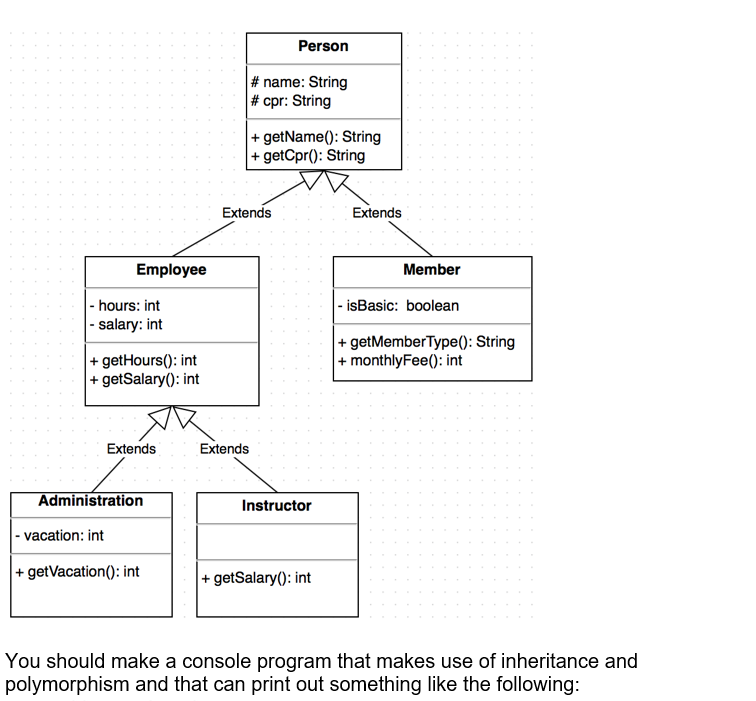 Person
# name: String
# cpr: String
+ getName(): String
+ getCpr(): String
Extends
Extends
Employee
- hours: int
- salary: int
+ getHours(): int
+ getSalary(): int
Member
- isBasic: boolean
+ getMemberType(): String
+ monthlyFee(): int
Extends
Extends
Administration
- vacation: int
+ getVacation(): int
Instructor
+ getSalary(): int
You should make a console program that makes use of inheritance and
polymorphism and that can print out something like the following: